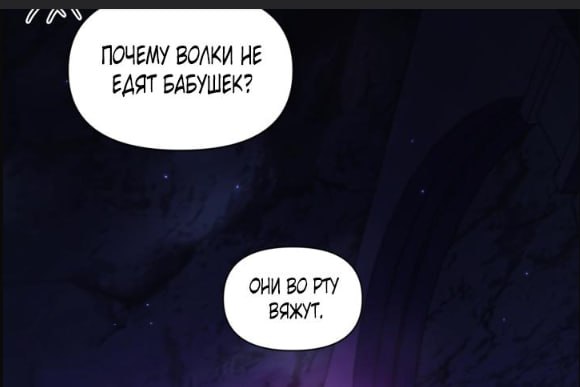 ПОЧЕМУ ВОЛКИ НЕ
ЕДЯТ БАБУШЕК?
ОНИ ВО РТУ
ВЯЖУТ.